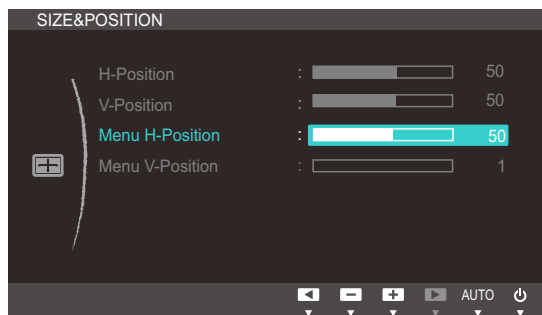 SIZE&POSITION
H-Position : 50
V-Position : 50
Menu H-Position : 50
Menu V-Position : 1
AUTO